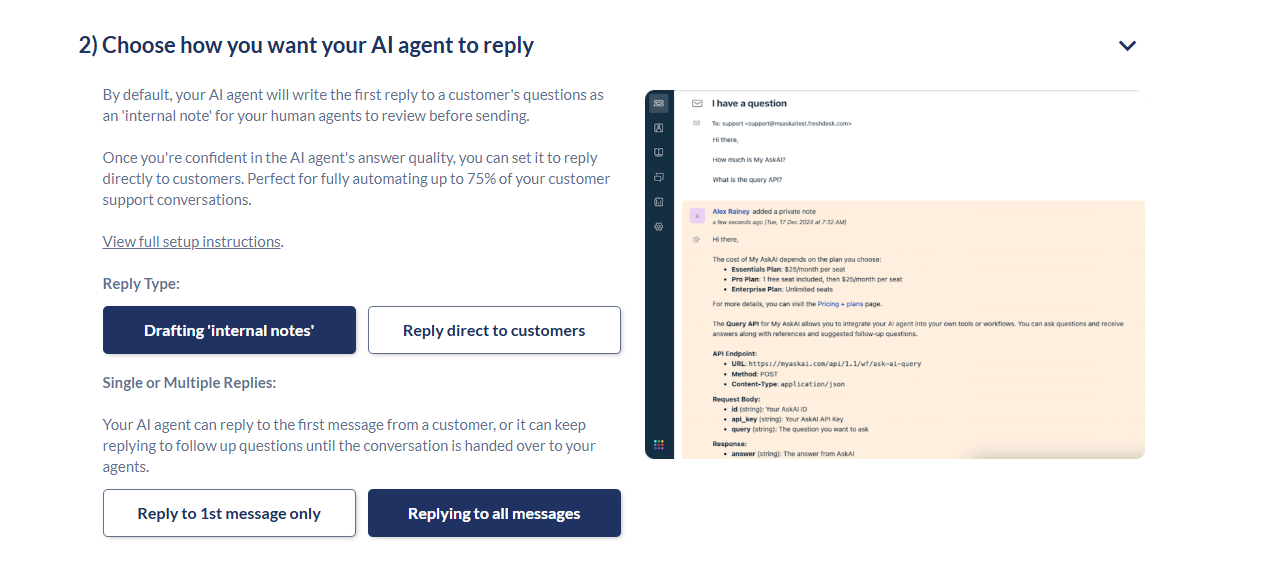 2) Choose how you want your AI agent to reply
By default, your AI agent will write the first reply to a customer's questions as
an 'internal note' for your human agents to review before sending.
Once you're confident in the AI agent's answer quality, you can set it to reply
directly to customers. Perfect for fully automating up to 75% of your customer
support conversations.
View full setup instructions.
Reply Type:
Drafting 'internal notes'
Reply direct to customers
Single or Multiple Replies:
Your AI agent can reply to the first message from a customer, or it can keep
replying to follow up questions until the conversation is handed over to your
agents.
Reply to 1st message only
Replying to all messages
I have a question
To: support <support@myaskaitest.freshdesk.com>
Hi there,
How much is My AskAI?
What is the query API?
A
Alex Rainey added a private note
a few seconds ago (Tue, 17 Dec 2024 at 7:32 AM)
Hi there,
The cost of My AskAI depends on the plan you choose:
• Essentials Plan: $25/month per seat
• Pro Plan: 1 free seat included, then $25/month per seat
• Enterprise Plan: Unlimited seats
For more details, you can visit the Pricing + plans page.
The Query API for My AskAI allows you to integrate your AI agent into your own tools or workflows. You can ask questions and receive
answers along with references and suggested follow-up questions.
API Endpoint:
• URL: https://myaskai.com/api/1.1/wf/ask-ai-query
• Method: POST
• Content-Type: application/json
Request Body:
• id (string): Your AskAI ID
• api_key (string): Your AskAI API Key
• query (string): The question you want to ask
Response:
• answer (string): The answer from AskAI